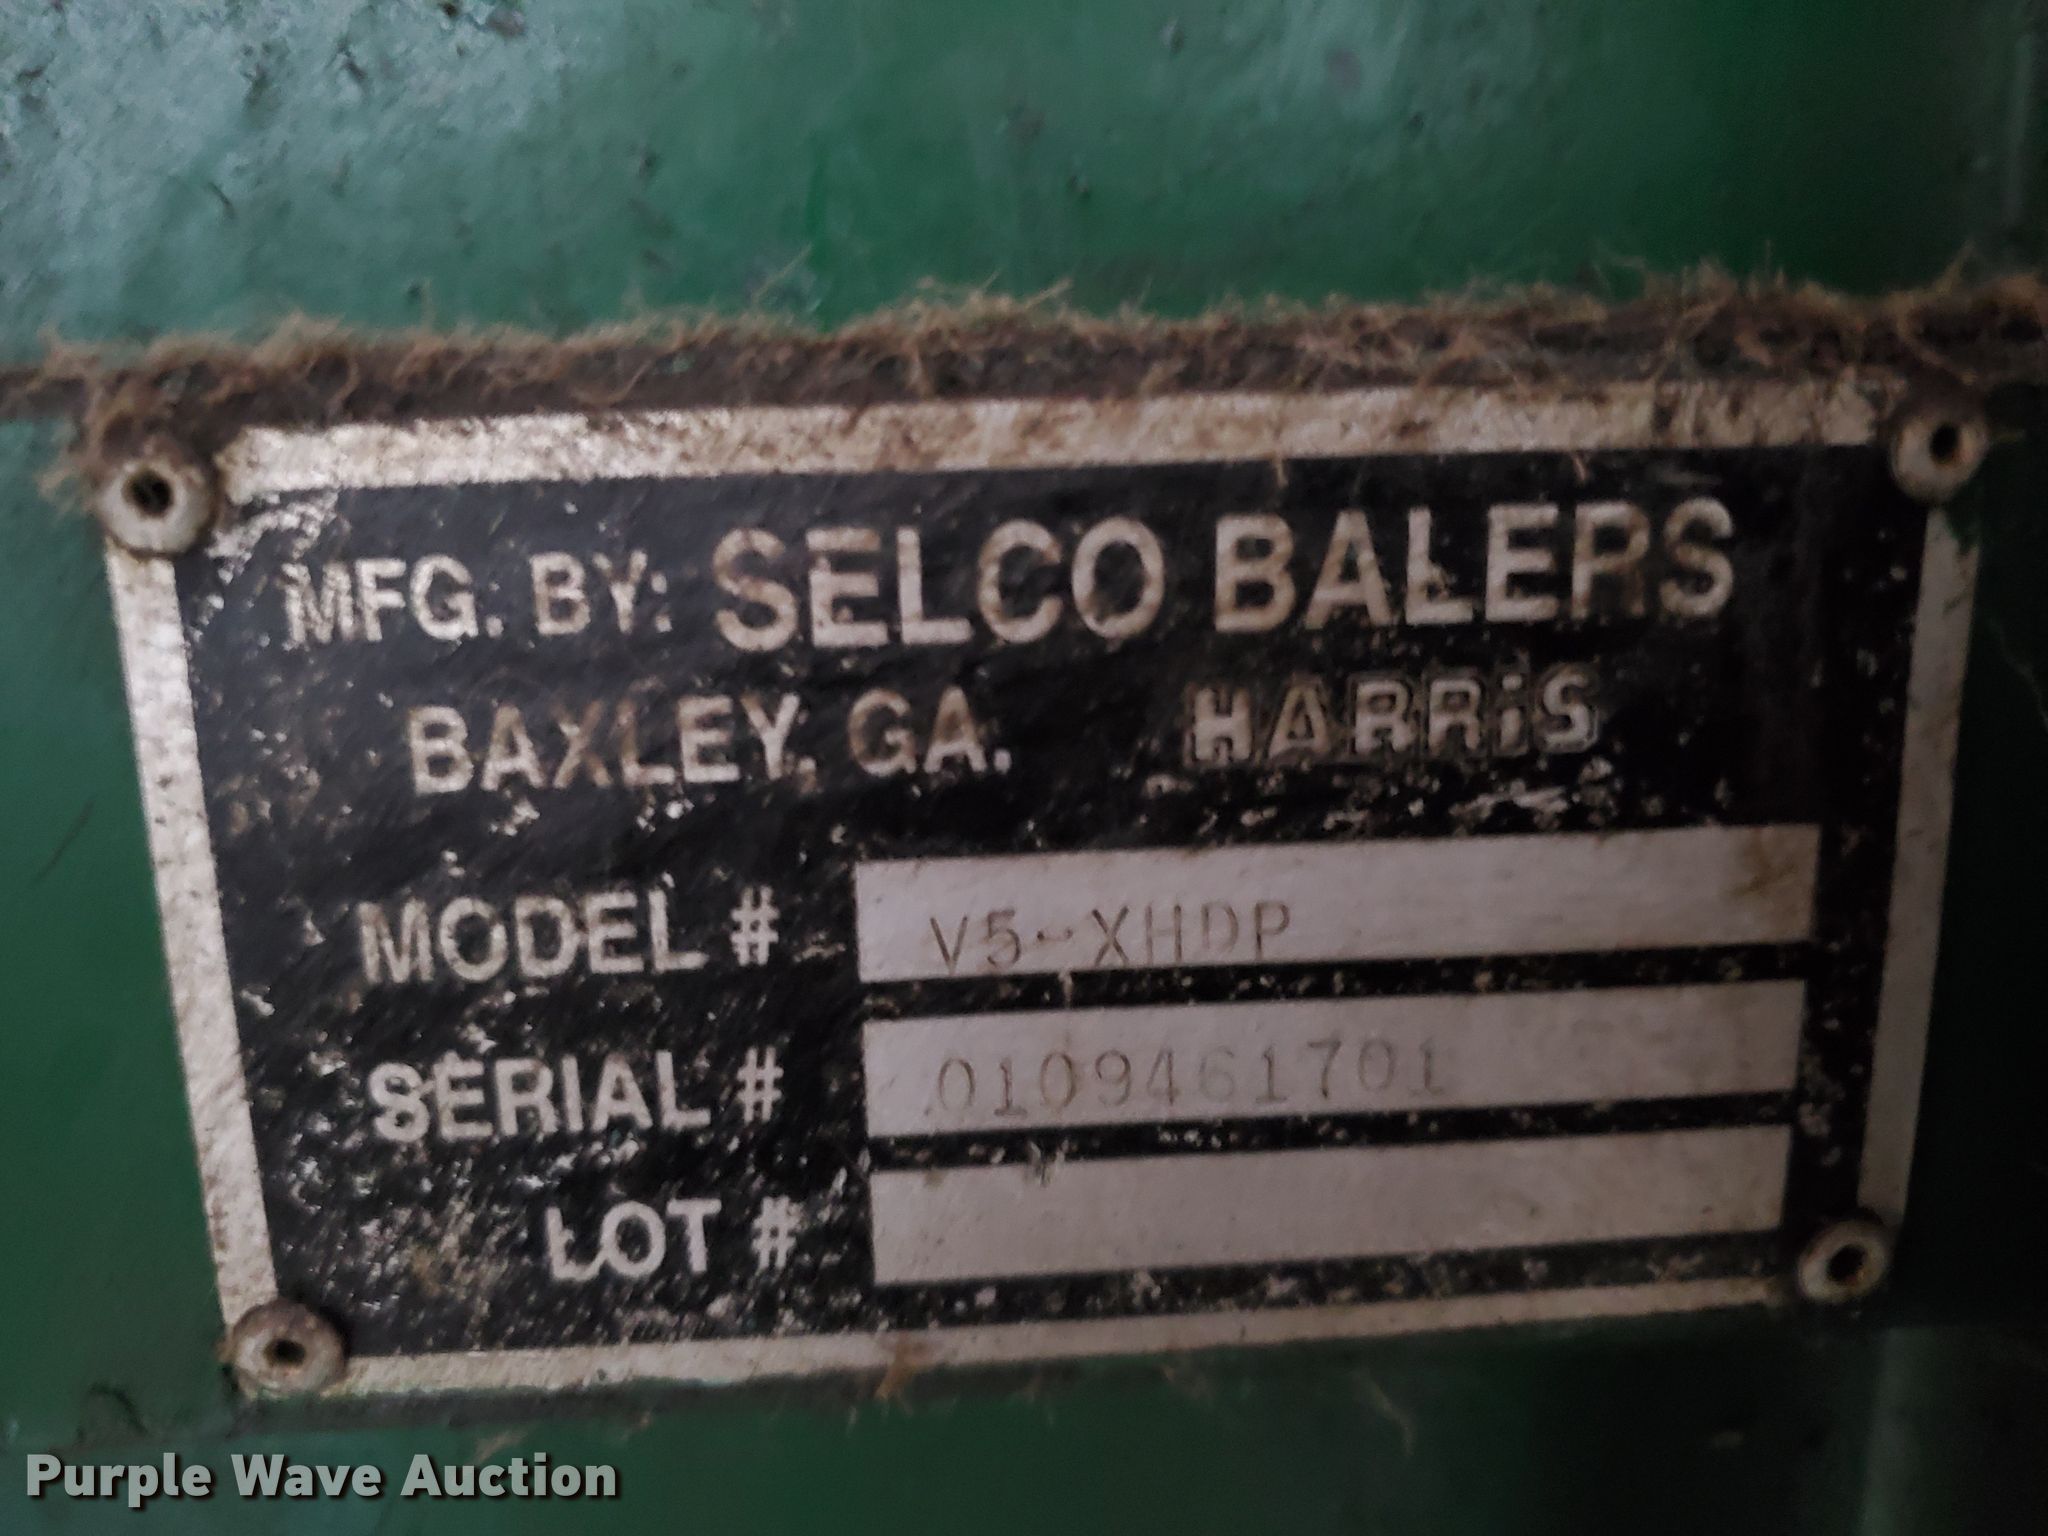 MFG. BY: SELCO BALERS
BAXLEY, GA. HARRiS
MODEL # V5-XHDP
SERIAL # 0109461701
LOT #
Purple Wave Auction